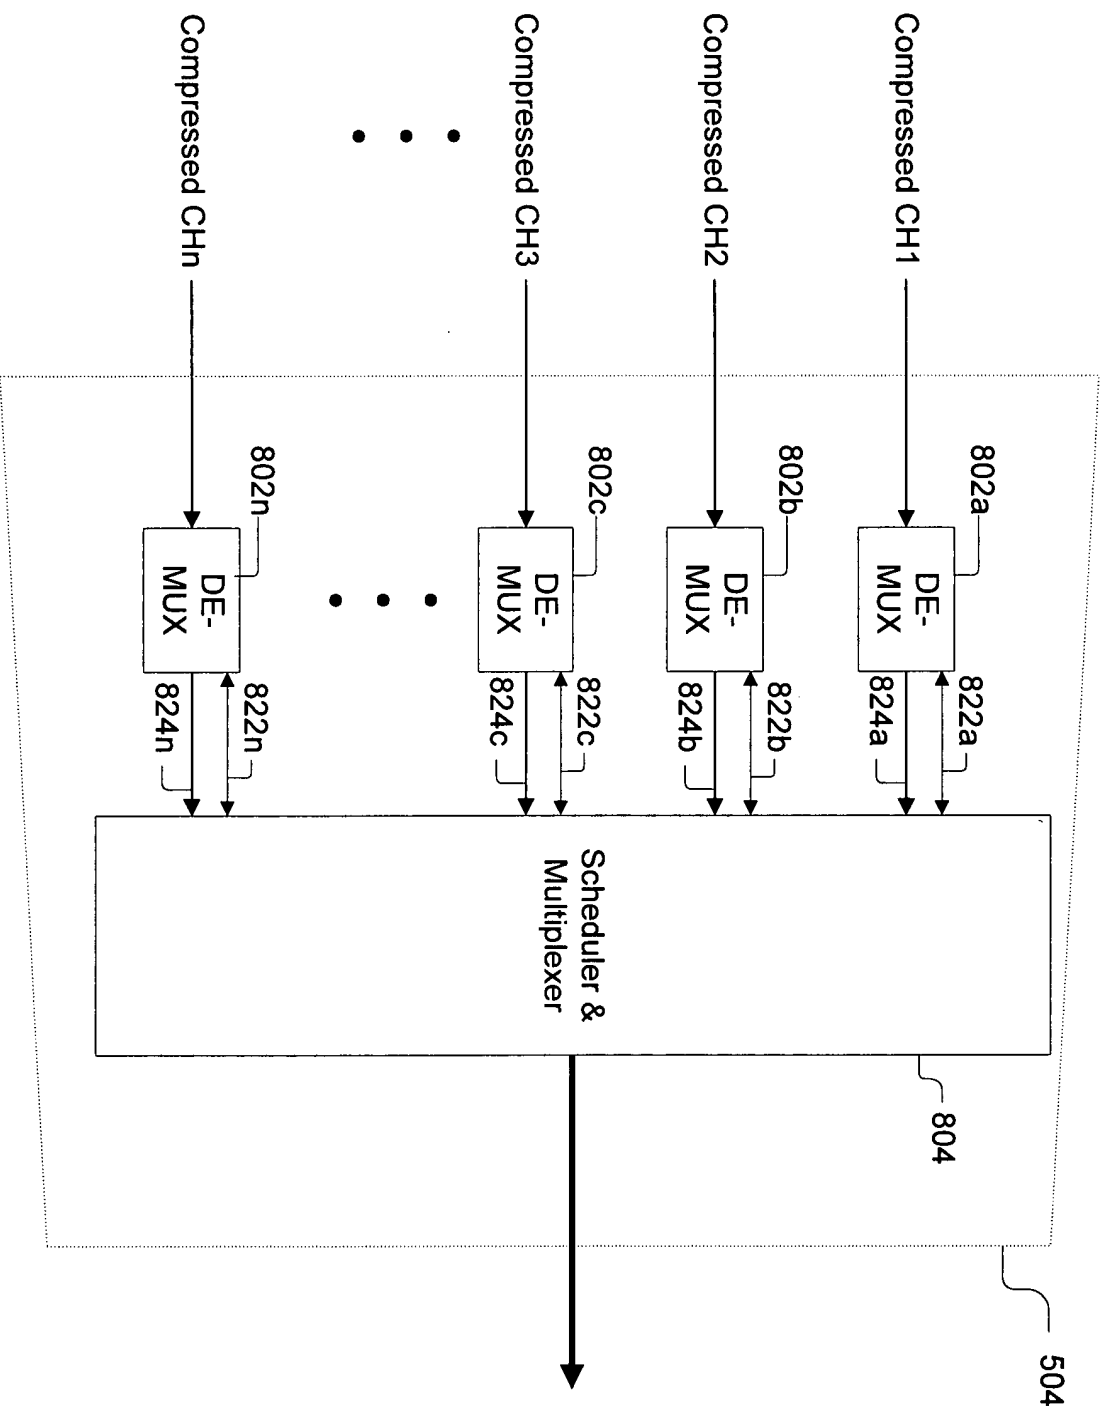 504
804
Compressed CH1
802a
DE-
MUX
822a
824a
Compressed CH2
802b
DE-
MUX
822b
824b
Compressed CH3
802c
DE-
MUX
822c
824c
Scheduler &
Multiplexer
Compressed CHn
802n
DE-
MUX
822n
824n